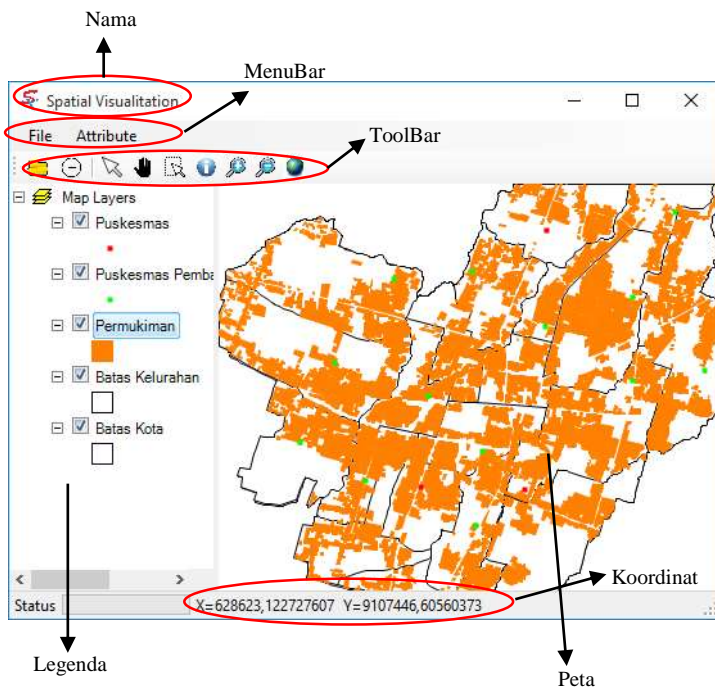 Nama
MenuBar
Spatial Visualitation
File Attribute
ToolBar
Map Layers
Puskesmas
Puskesmas Pemba
Permukiman
Batas Kelurahan
Batas Kota
Status
X=628623,122727607 Y=9107446,60560373
Koordinat
Legenda
Peta